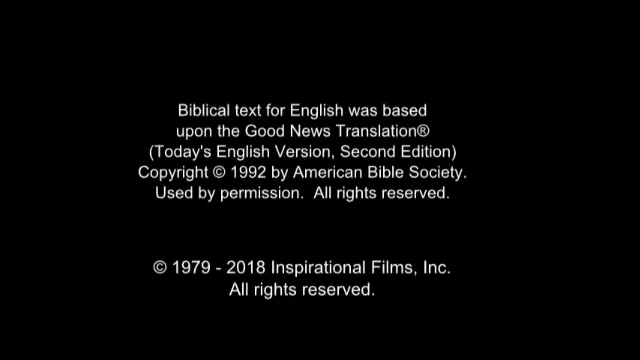 Biblical text for English was based
upon the Good News Translation®
(Today's English Version, Second Edition)
Copyright © 1992 by American Bible Society.
Used by permission.  All rights reserved.
© 1979 - 2018 Inspirational Films, Inc.
All rights reserved.